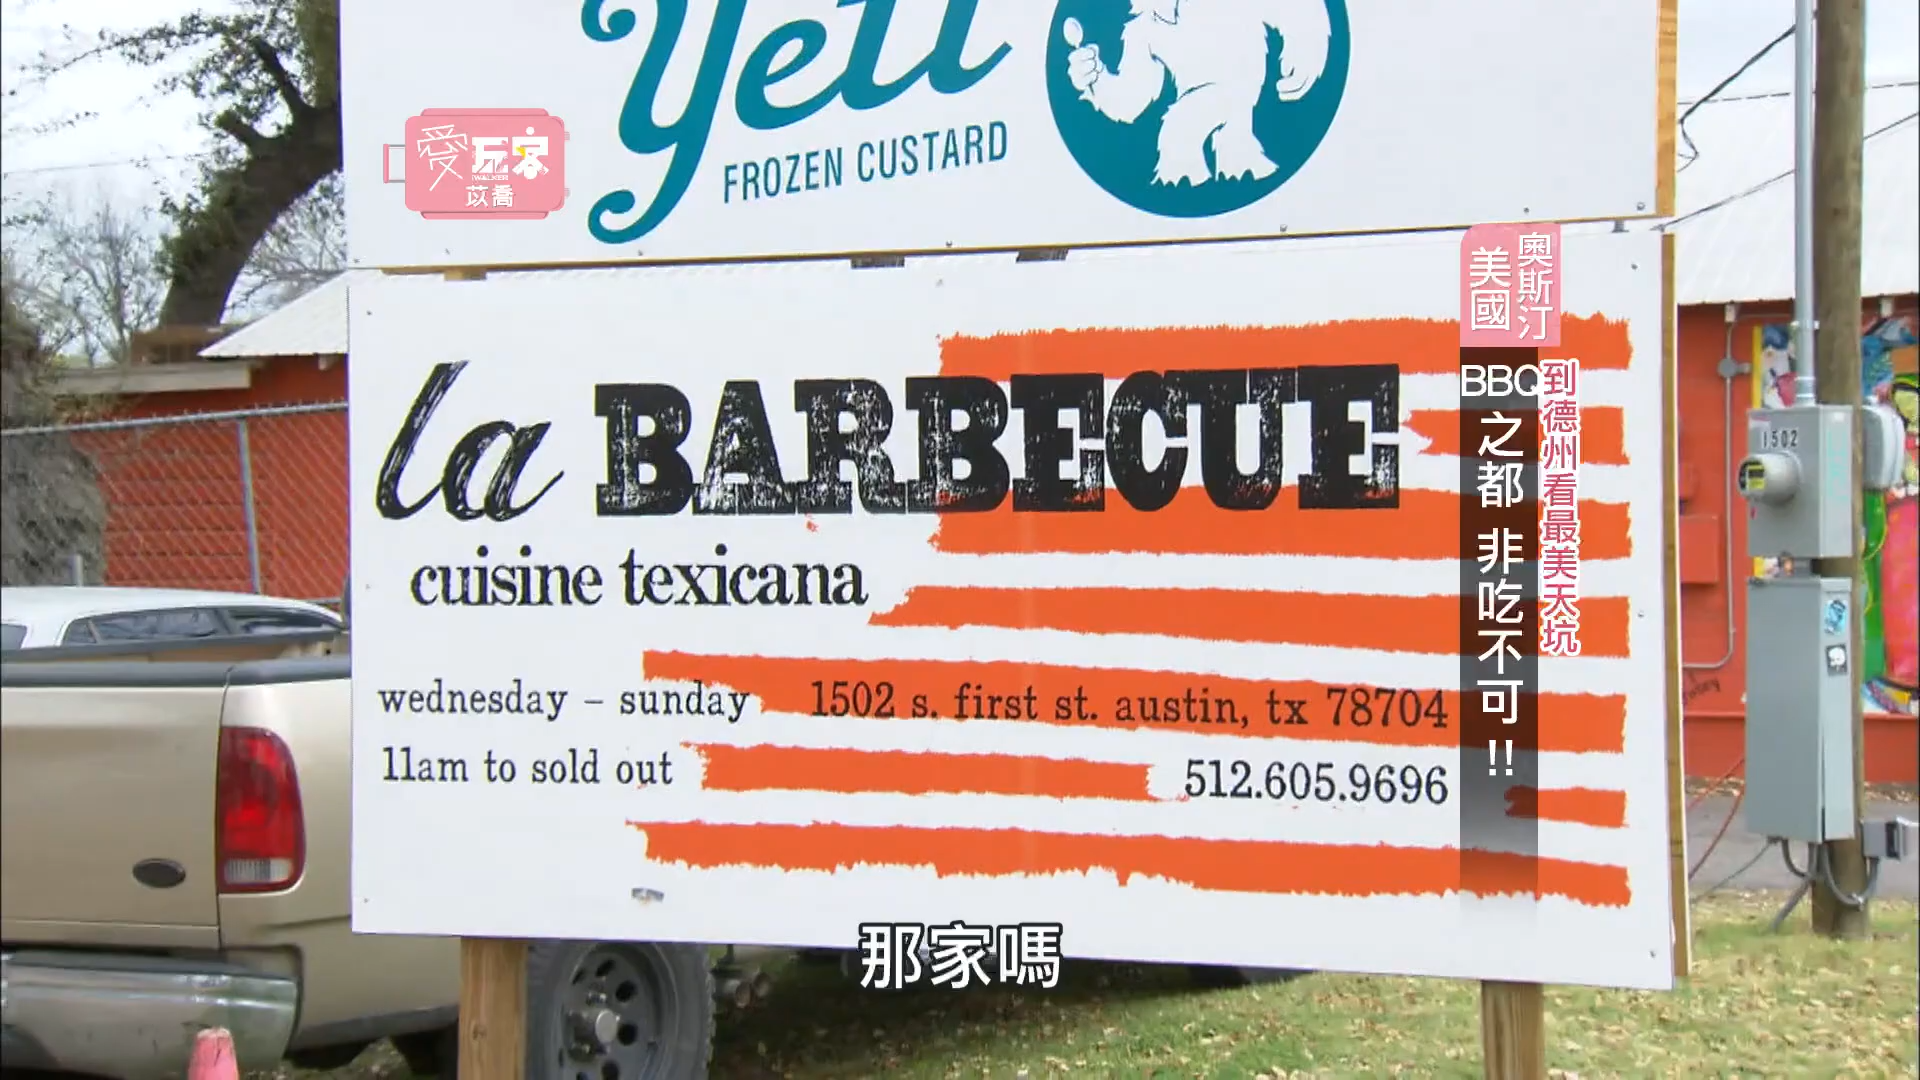 Yeti
FROZEN CUSTARD
愛玩家
WALKER
苡喬
la BARBECUE
cuisine texicana
wednesday – sunday
11am to sold out
1502 s. first st. austin, tx 78704
512.605.9696
美國
奧斯汀
到德州看最美天坑
BBQ之都 非吃不可!!
1502
那家嗎